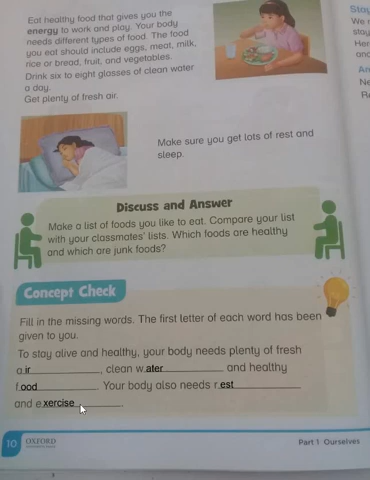 Eat healthy food that gives you the
energy to work and play. Your body
needs different types of food. The food
you eat should include eggs, meat, milk,
rice or bread, fruit, and vegetables.
Drink six to eight glasses of clean water
a day.
Get plenty of fresh air.
Make sure you get lots of rest and
sleep.
Discuss and Answer
Make a list of foods you like to eat. Compare your list
with your classmates' lists. Which foods are healthy
and which are junk foods?
Concept Check
Fill in the missing words. The first letter of each word has been
given to you.
To stay alive and healthy, your body needs plenty of fresh
air, clean water and healthy
food. Your body also needs rest
and exercise.
10 OXFORD
Part 1 Ourselves
Stay
We
stay
Her
and